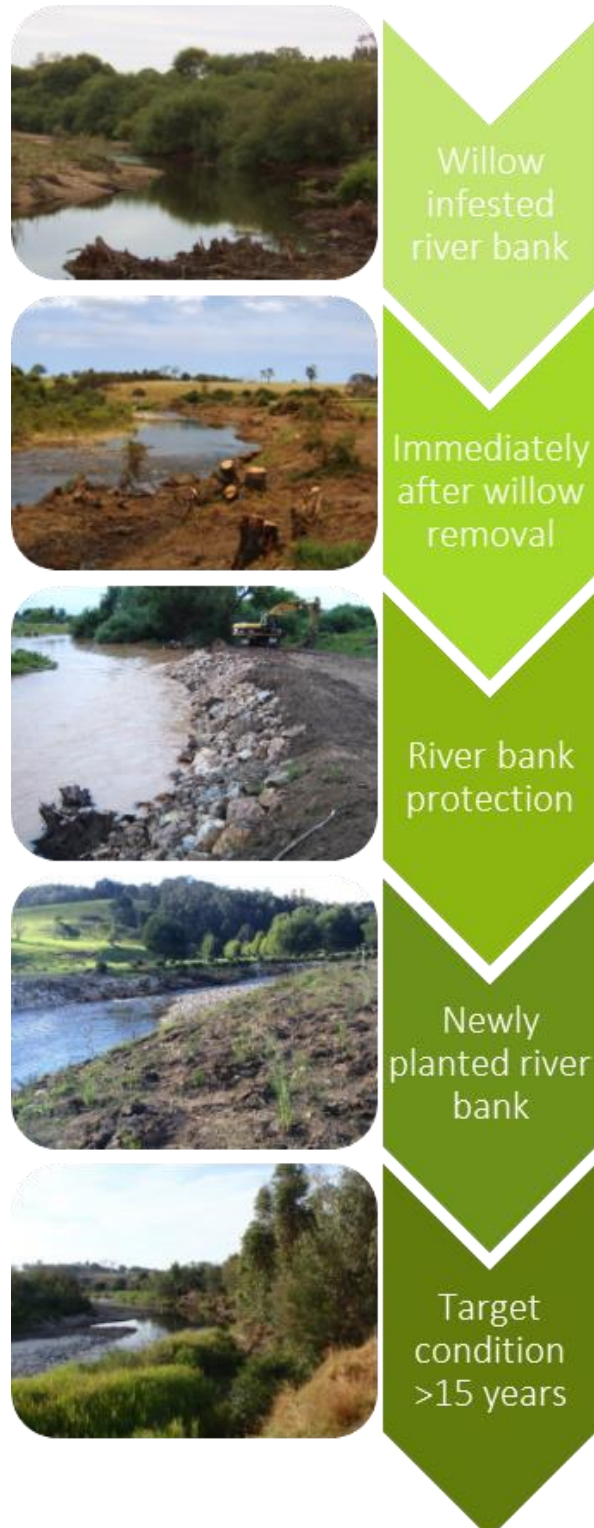 Willow
infested
river bank
Immediately
after willow
removal
River bank
protection
Newly
planted river
bank
Target
condition
>15 years